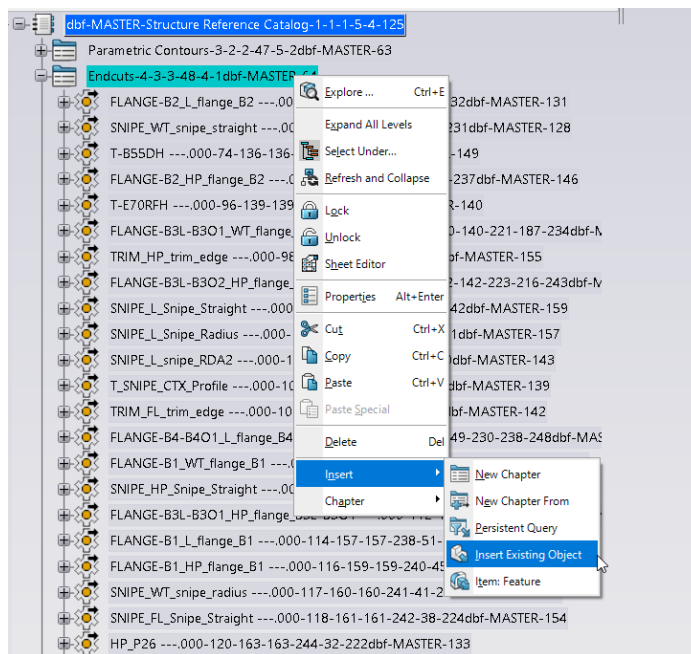 dbf-MASTER-Structure Reference Catalog-1-1-1-5-4-125
Parametric Contours-3-2-2-47-5-2dbf-MASTER-63
Endcuts-4-3-3-48-4-1dbf-MASTER-64
FLANGE-B2_L_flange_B2 ---.00 32dbf-MASTER-131
SNIPE_WT_snipe_straight ---.00 231dbf-MASTER-128
T-B55DH ---.000-74-136-136- -149
FLANGE-B2_HP_flange_B2 ---. -237dbf-MASTER-146
T-E70RFH ---.000-96-139-139 R-140
FLANGE-B3L-B3O1_WT_flange 0-140-221-187-234dbf-M
TRIM_HP_trim_edge ---.000-98 bf-MASTER-155
FLANGE-B3L-B3O2_HP_flange_ 2-142-223-216-243dbf-M
SNIPE_L_Snipe_Straight ---.000 42dbf-MASTER-159
SNIPE_L_Snipe_Radius ---.000- 1dbf-MASTER-157
SNIPE_L_snipe_RDA2 ---.000-1 dbf-MASTER-143
T_SNIPE_CTX_Profile ---.000-10 dbf-MASTER-139
TRIM_FL_trim_edge ---.000-10 bf-MASTER-142
FLANGE-B4-B4O1_L_flange_B4 49-230-238-248dbf-MAS
FLANGE-B1_WT_flange_B1 ---.
SNIPE_HP_Snipe_Straight ---.00
FLANGE-B3L-B3O1_HP_flange_
FLANGE-B1_L_flange_B1 ---.000-114-157-157-238-51-
FLANGE-B1_HP_flange_B1 ---.000-116-159-159-240-45
SNIPE_WT_snipe_radius ---.000-117-160-160-241-41-2
SNIPE_FL_Snipe_Straight ---.000-118-161-161-242-38-224dbf-MASTER-154
HP_P26 ---.000-120-163-163-244-32-222dbf-MASTER-133
Explore ... Ctrl+E
Expand All Levels
Select Under...
Refresh and Collapse
Lock
Unlock
Sheet Editor
Properties Alt+Enter
Cut Ctrl+X
Copy Ctrl+C
Paste Ctrl+V
Paste Special
Delete Del
Insert
Chapter
New Chapter
New Chapter From
Persistent Query
Insert Existing Object
Item: Feature